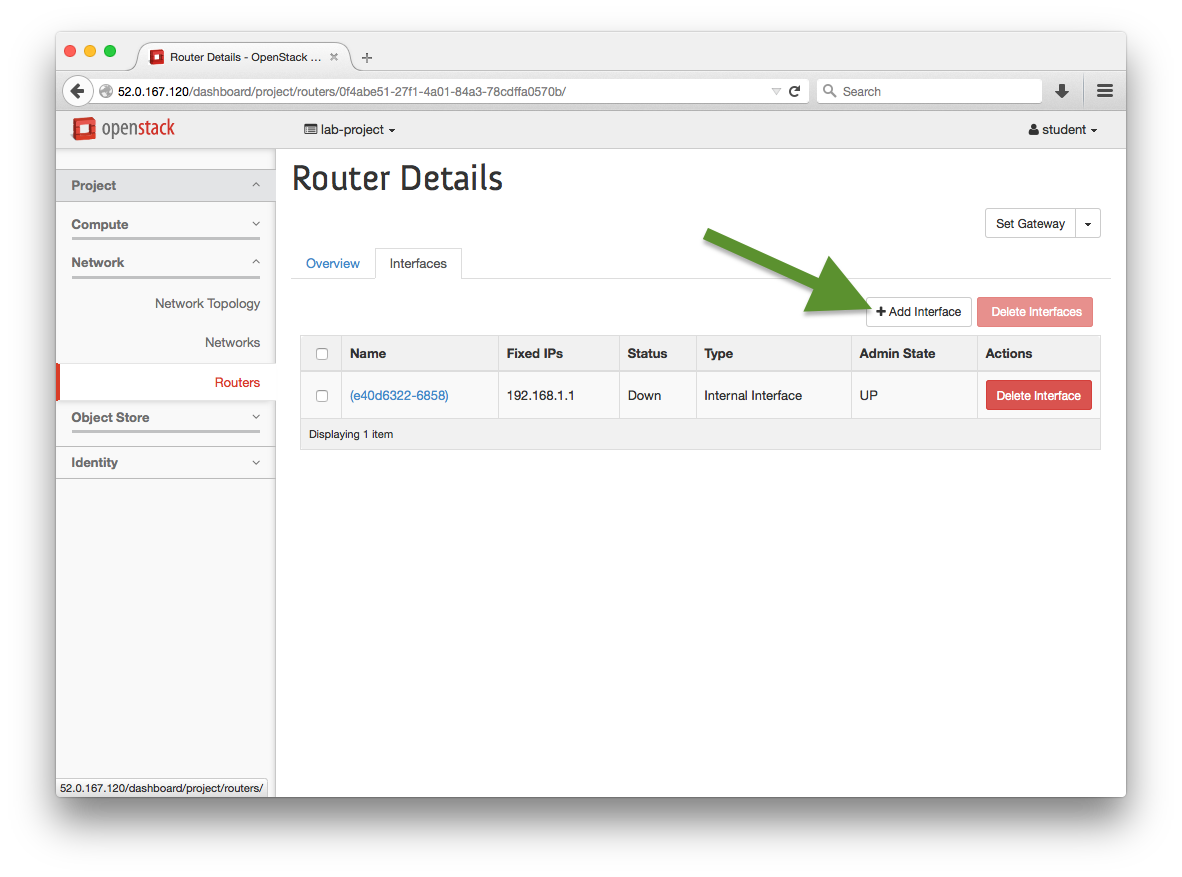 Router Details - OpenStack ...
52.0.167.120/dashboard/project/routers/0f4abe51-27f1-4a01-84a3-78cdffa0570b/
Search
openstack
lab-project
student
Project
Compute
Network
Network Topology
Networks
Routers
Object Store
Identity
Router Details
Set Gateway
Overview Interfaces
+ Add Interface Delete Interfaces
Name Fixed IPs Status Type Admin State Actions
(e40d6322-6858) 192.168.1.1 Down Internal Interface UP Delete Interface
Displaying 1 item
52.0.167.120/dashboard/project/routers/